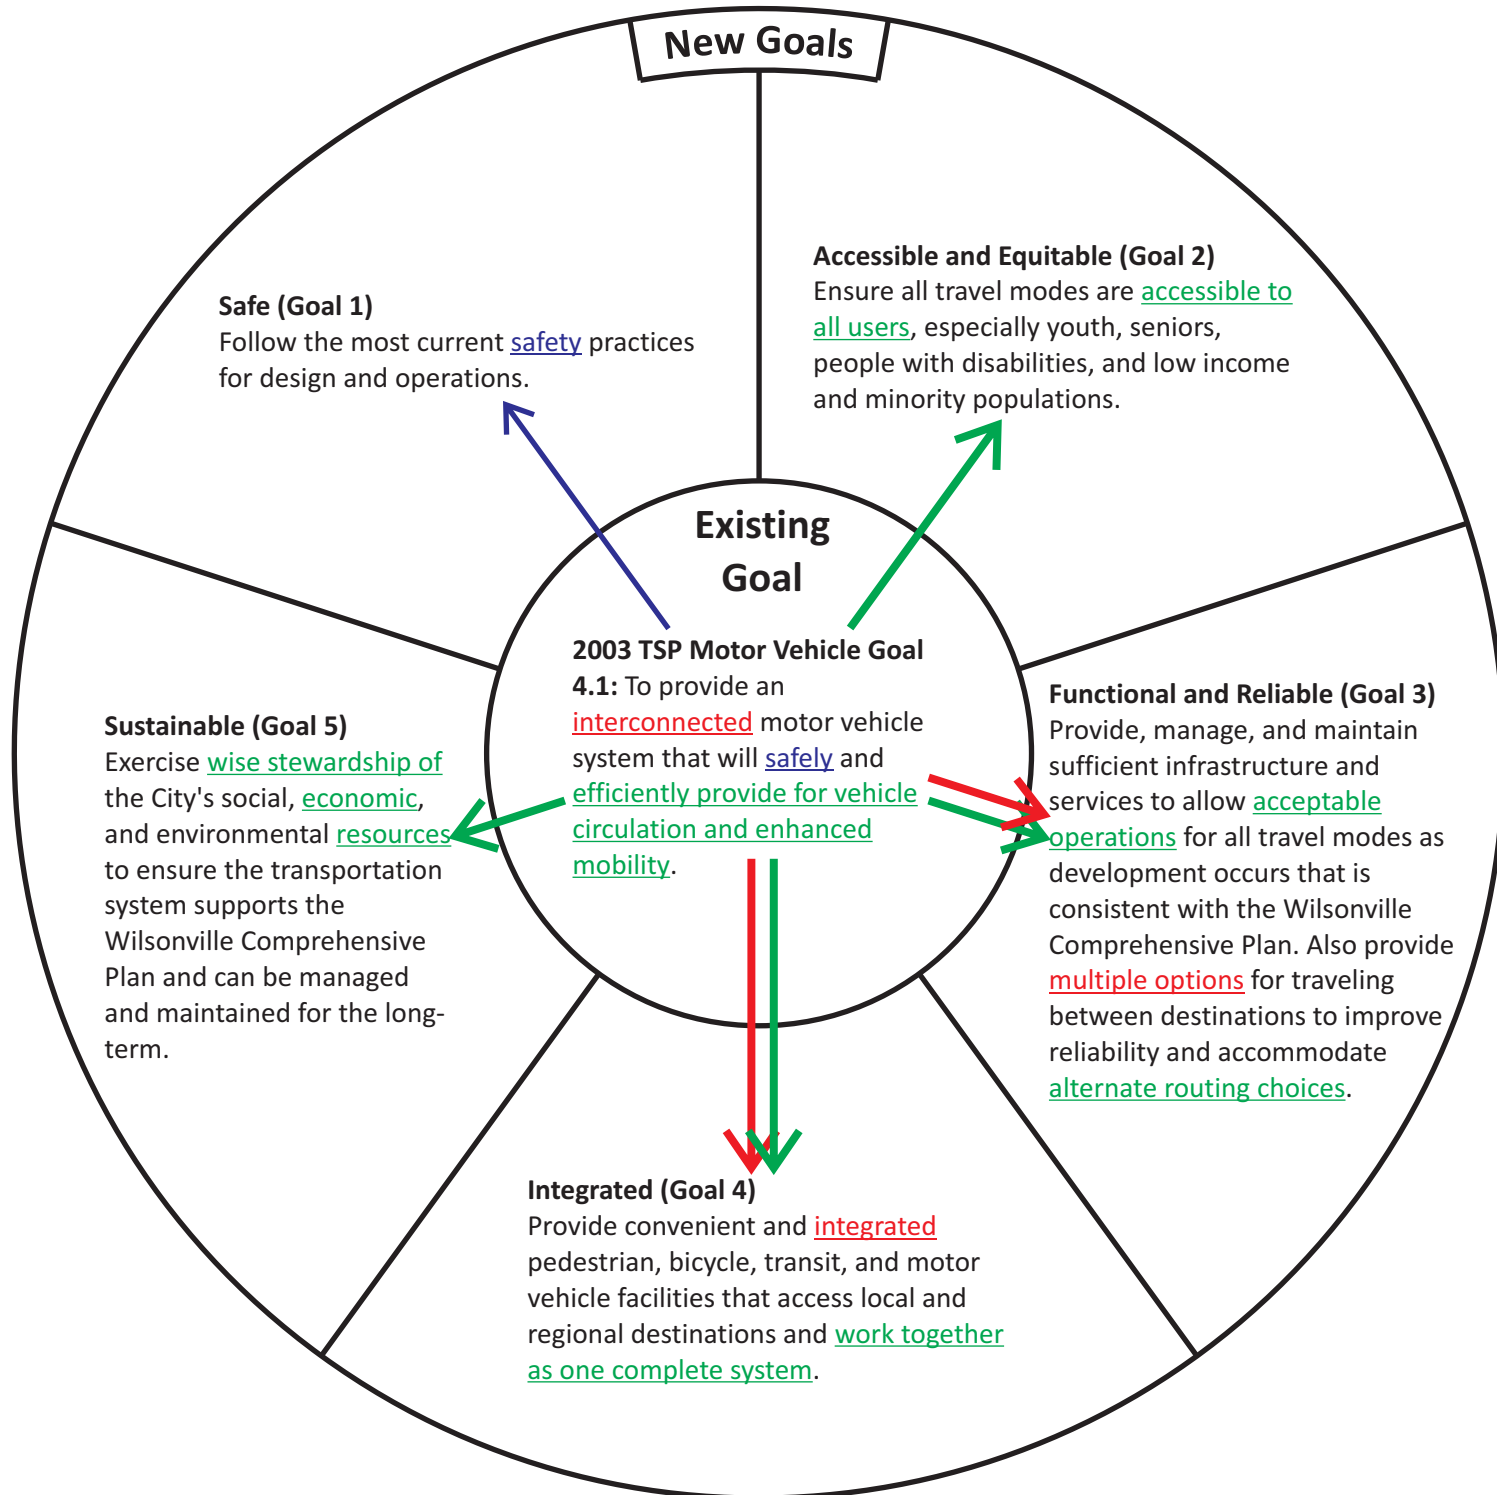 New Goals
Safe (Goal 1)
Follow the most current safety practices
for design and operations.
Accessible and Equitable (Goal 2)
Ensure all travel modes are accessible to
all users, especially youth, seniors,
people with disabilities, and low income
and minority populations.
Existing
Goal
2003 TSP Motor Vehicle Goal
4.1: To provide an
interconnected motor vehicle
system that will safely and
efficiently provide for vehicle
circulation and enhanced
mobility.
Functional and Reliable (Goal 3)
Provide, manage, and maintain
sufficient infrastructure and
services to allow acceptable
operations for all travel modes as
development occurs that is
consistent with the Wilsonville
Comprehensive Plan. Also provide
multiple options for traveling
between destinations to improve
reliability and accommodate
alternate routing choices.
Sustainable (Goal 5)
Exercise wise stewardship of
the City's social, economic,
and environmental resources
to ensure the transportation
system supports the
Wilsonville Comprehensive
Plan and can be managed
and maintained for the long-
term.
Integrated (Goal 4)
Provide convenient and integrated
pedestrian, bicycle, transit, and motor
vehicle facilities that access local and
regional destinations and work together
as one complete system.